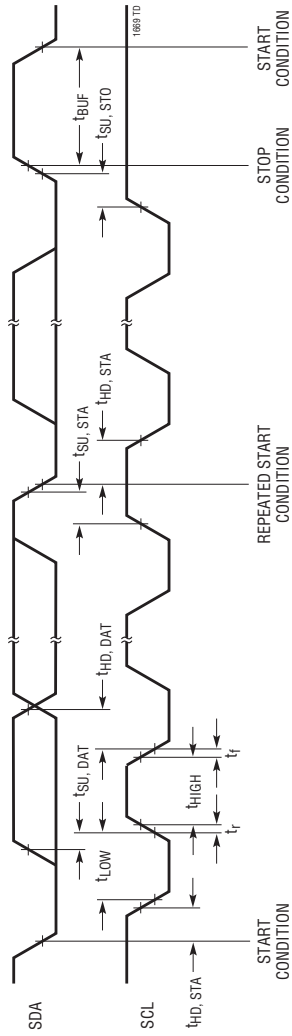 SDA
tBUF
tSU, STA
tSU, DAT
tHD, DAT
tHD, STA
tSU, STO
tLOW
1669 TD
SCL
tHD, STA
tr
tHIGH
tf
START
CONDITION
REPEATED START
CONDITION
STOP
CONDITION
START
CONDITION